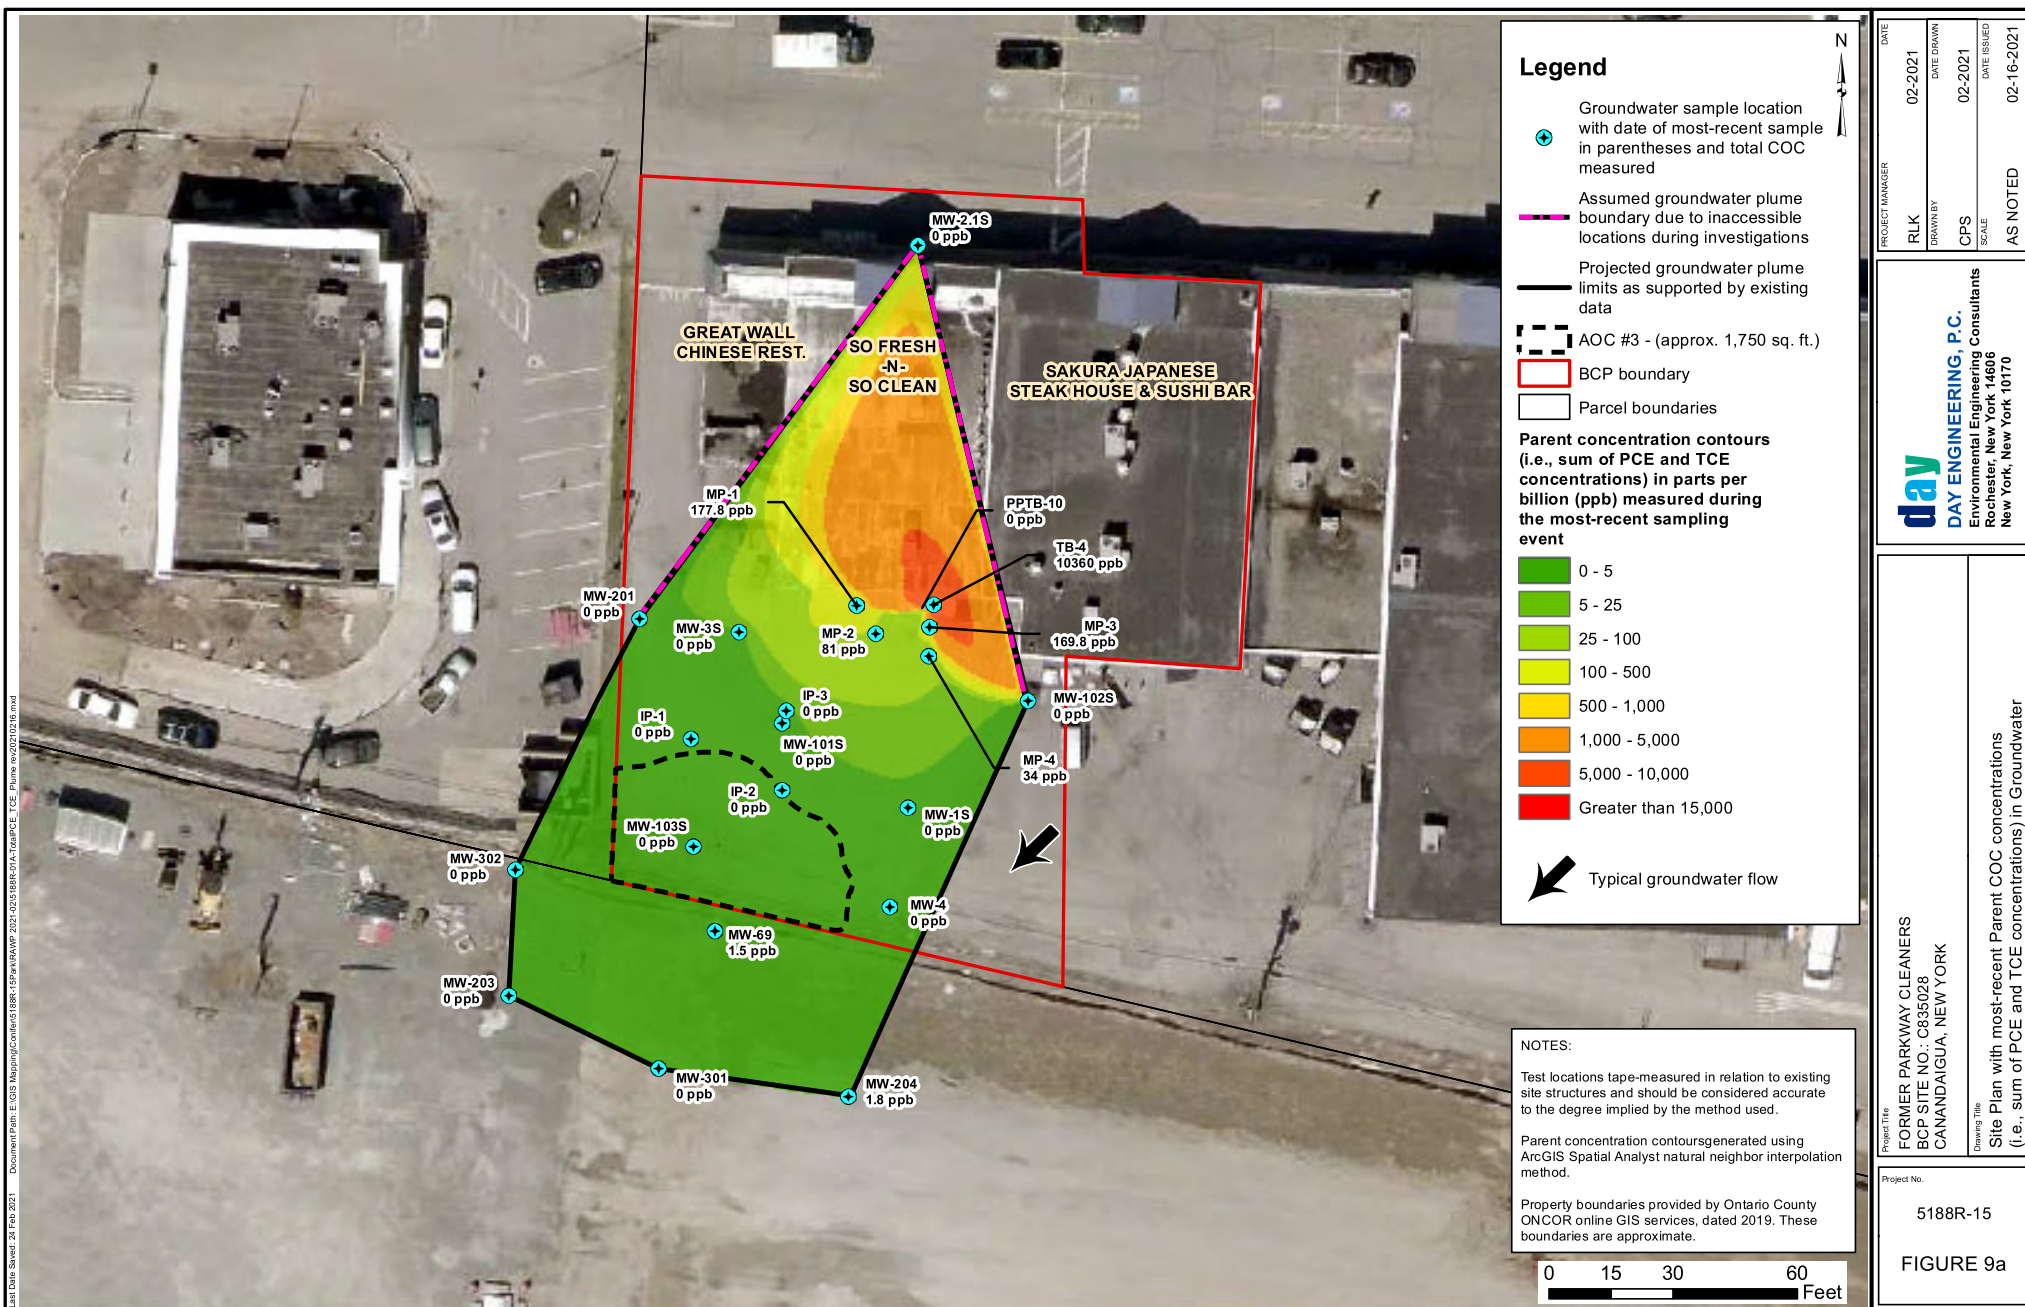 MW-2.1S
0 ppb
GREAT WALL
CHINESE REST.
SO FRESH
-N-
SO CLEAN
SAKURA JAPANESE
STEAK HOUSE & SUSHI BAR
MP-1
177.8 ppb
PPTB-10
0 ppb
TB-4
10360 ppb
MW-201
0 ppb
MW-3S
0 ppb
MP-2
81 ppb
MP-3
169.8 ppb
IP-3
0 ppb
IP-1
0 ppb
MW-102S
0 ppb
MW-101S
0 ppb
MP-4
34 ppb
IP-2
0 ppb
MW-1S
0 ppb
MW-103S
0 ppb
MW-302
0 ppb
MW-4
0 ppb
MW-69
1.5 ppb
MW-203
0 ppb
MW-301
0 ppb
MW-204
1.8 ppb
N
Legend
Groundwater sample location
with date of most-recent sample
in parentheses and total COC
measured
Assumed groundwater plume
boundary due to inaccessible
locations during investigations
Projected groundwater plume
limits as supported by existing
data
AOC #3 - (approx. 1,750 sq. ft.)
BCP boundary
Parcel boundaries
Parent concentration contours
(i.e., sum of PCE and TCE
concentrations) in parts per
billion (ppb) measured during
the most-recent sampling
event
0 - 5
5 - 25
25 - 100
100 - 500
500 - 1,000
1,000 - 5,000
5,000 - 10,000
Greater than 15,000
Typical groundwater flow
NOTES:
Test locations tape-measured in relation to existing
site structures and should be considered accurate
to the degree implied by the method used.
Parent concentration contoursgenerated using
ArcGIS Spatial Analyst natural neighbor interpolation
method.
Property boundaries provided by Ontario County
ONCOR online GIS services, dated 2019. These
boundaries are approximate.
0 15 30 60
Feet
PROJECT MANAGER
RLK
DATE
02-2021
DRAWN BY
CPS
DATE DRAWN
02-2021
SCALE
AS NOTED
DATE ISSUED
02-16-2021
day
DAY ENGINEERING, P.C.
Environmental Engineering Consultants
Rochester, New York 14606
New York, New York 10170
Project Title
FORMER PARKWAY CLEANERS
BCP SITE NO.: C835028
CANANDAIGUA, NEW YORK
Drawing Title
Site Plan with most-recent Parent COC concentrations
(i.e., sum of PCE and TCE concentrations) in Groundwater
Project No.
5188R-15
FIGURE 9a
Last Date Saved: 24 Feb 2021